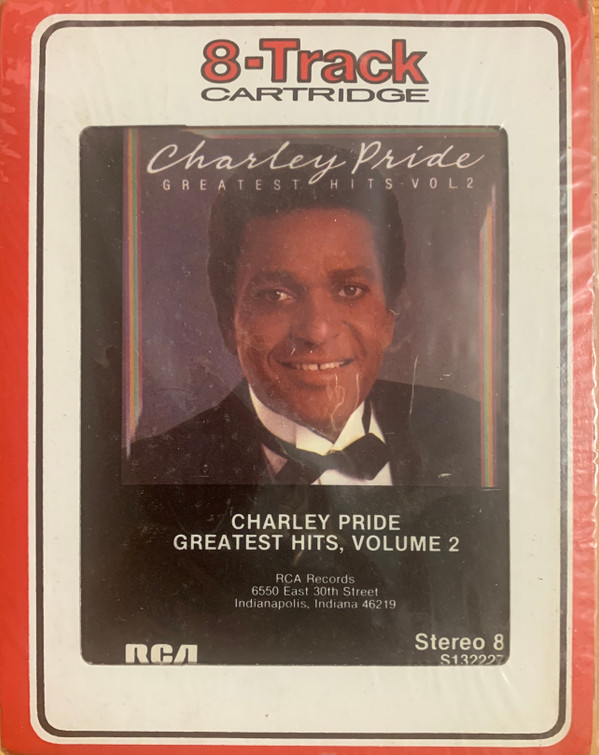 8-Track
CARTRIDGE
Charley Pride
GREATEST HITS-VOL 2
CHARLEY PRIDE
GREATEST HITS, VOLUME 2
RCA Records
6550 East 30th Street
Indianapolis, Indiana 46219
RCA
Stereo 8
S132227